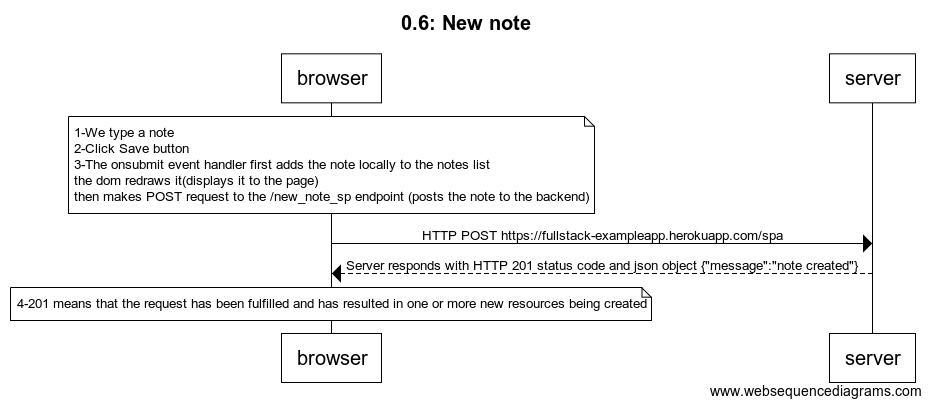 0.6: New note
browser
server
1-We type a note
2-Click Save button
3-The onsubmit event handler first adds the note locally to the notes list
the dom redraws it(displays it to the page)
then makes POST request to the /new_note_sp endpoint (posts the note to the backend)
HTTP POST https://fullstack-exampleapp.herokuapp.com/spa
Server responds with HTTP 201 status code and json object {"message":"note created"}
4-201 means that the request has been fulfilled and has resulted in one or more new resources being created
browser
server
www.websequencediagrams.com